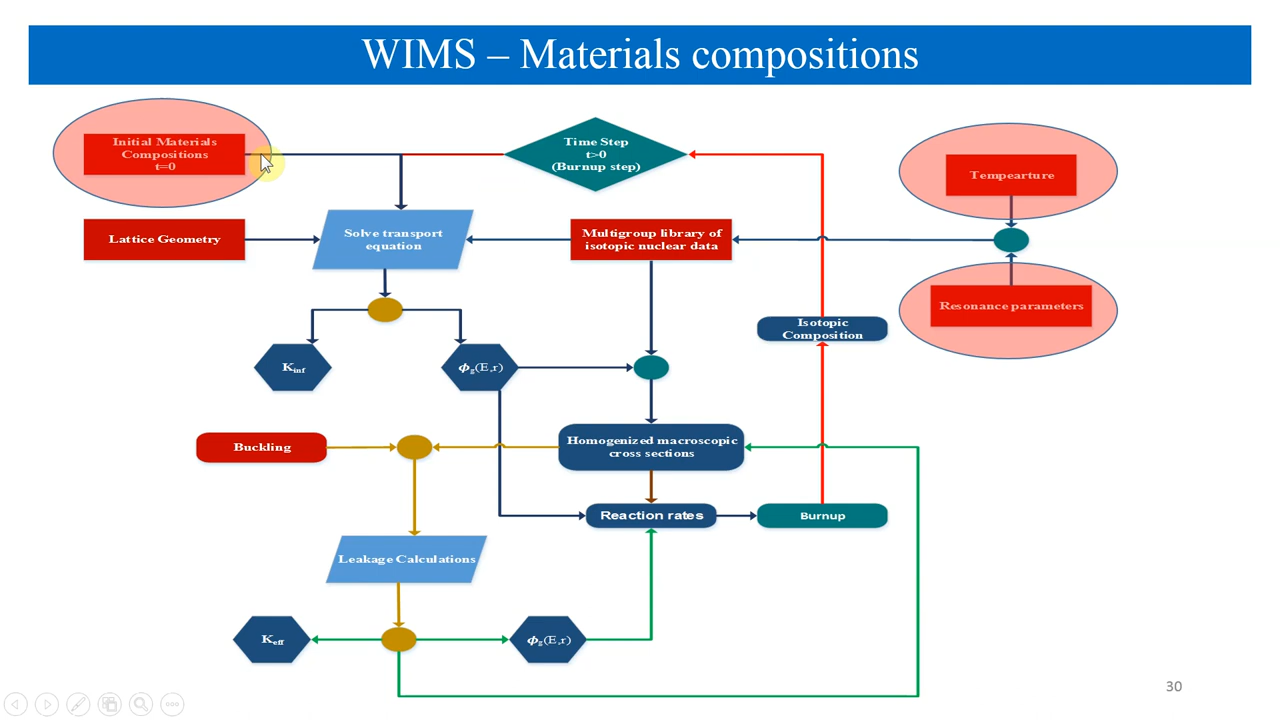 WIMS – Materials compositions
Initial Materials
Compositions
t=0
Time Step
t>0
(Burnup step)
Tempearture
Lattice Geometry
Solve transport
equation
Multigroup library of
isotopic nuclear data
Resonance parameters
Isotopic
Composition
Kinf
ϕg(E,r)
Buckling
Homogenized macroscopic
cross sections
Reaction rates
Burnup
Leakage Calculations
Keff
ϕg(E,r)
30